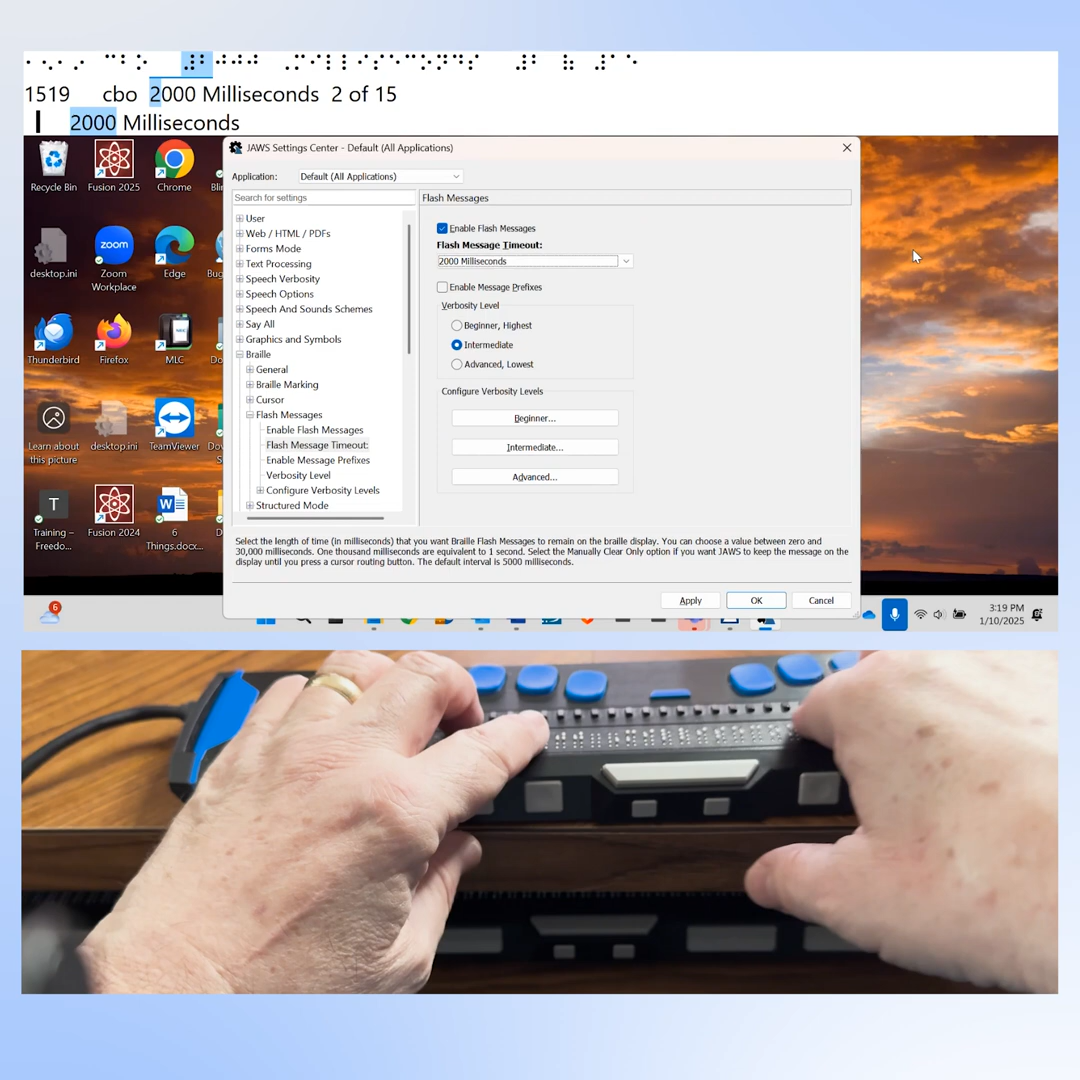 ⠂⠢⠂⠔ ⠉⠃⠕ ⠼⠃⠚⠚⠚ ⠠⠍⠊⠇⠇⠊⠎⠑⠉⠕⠝⠙⠎ ⠼⠃ ⠷ ⠼⠁⠑
1519 cbo 2000 Milliseconds 2 of 15
2000 Milliseconds
JAWS Settings Center - Default (All Applications)
Application: Default (All Applications)
Search for settings
Flash Messages
User
Web / HTML / PDFs
Forms Mode
Text Processing
Speech Verbosity
Speech Options
Speech And Sounds Schemes
Say All
Graphics and Symbols
Braille
General
Braille Marking
Cursor
Flash Messages
Enable Flash Messages
Flash Message Timeout:
Enable Message Prefixes
Verbosity Level
Configure Verbosity Levels
Structured Mode
Enable Flash Messages
Flash Message Timeout:
2000 Milliseconds
Enable Message Prefixes
Verbosity Level
Beginner, Highest
Intermediate
Advanced, Lowest
Configure Verbosity Levels
Beginner...
Intermediate...
Advanced...
Select the length of time (in milliseconds) that you want Braille Flash Messages to remain on the braille display. You can choose a value between zero and
30,000 milliseconds. One thousand milliseconds are equivalent to 1 second. Select the Manually Clear Only option if you want JAWS to keep the message on
the display until you press a cursor routing button. The default interval is 5000 milliseconds.
Apply
OK
Cancel
Recycle Bin
Fusion 2025
Chrome
desktop.ini
Zoom
Workplace
Edge
zoom
Thunderbird
Firefox
MLC
Learn about
this picture
desktop.ini
TeamViewer
T
Training –
Freedo...
Fusion 2024
6
Things.docx...
6
3:19 PM
1/10/2025